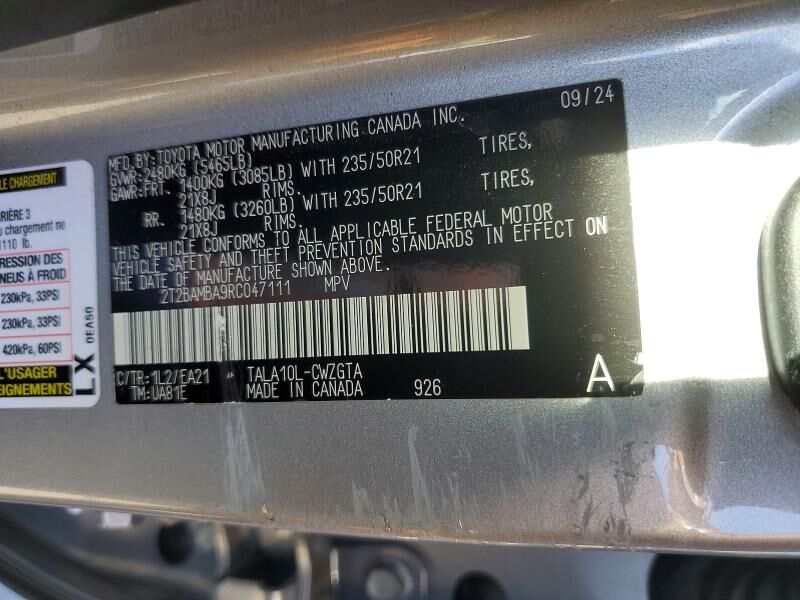 LE CHARGEMENT
RIÈRE 3
u chargement ne
1110 lb.
RESSION DES
NEUS À FROID
230kPa, 33PSI
230kPa, 33PSI
420kPa, 60PSI
L'USAGER
EIGNEMENTS
LX 0EA50
09/24
MFD.BY:TOYOTA MOTOR MANUFACTURING CANADA INC.
GVWR:2480KG (5465LB)
GAWR:FRT. 1400KG (3085LB) WITH 235/50R21 TIRES,
21X8J RIMS.
RR. 1480KG (3260LB) WITH 235/50R21 TIRES,
21X8J RIMS.
THIS VEHICLE CONFORMS TO ALL APPLICABLE FEDERAL MOTOR
VEHICLE SAFETY AND THEFT PREVENTION STANDARDS IN EFFECT ON
THE DATE OF MANUFACTURE SHOWN ABOVE.
2T2BAMBA9RC047111 MPV
C/TR:1L2/EA21 TALA10L-CWZGTA
TM:UA81E MADE IN CANADA 926 A